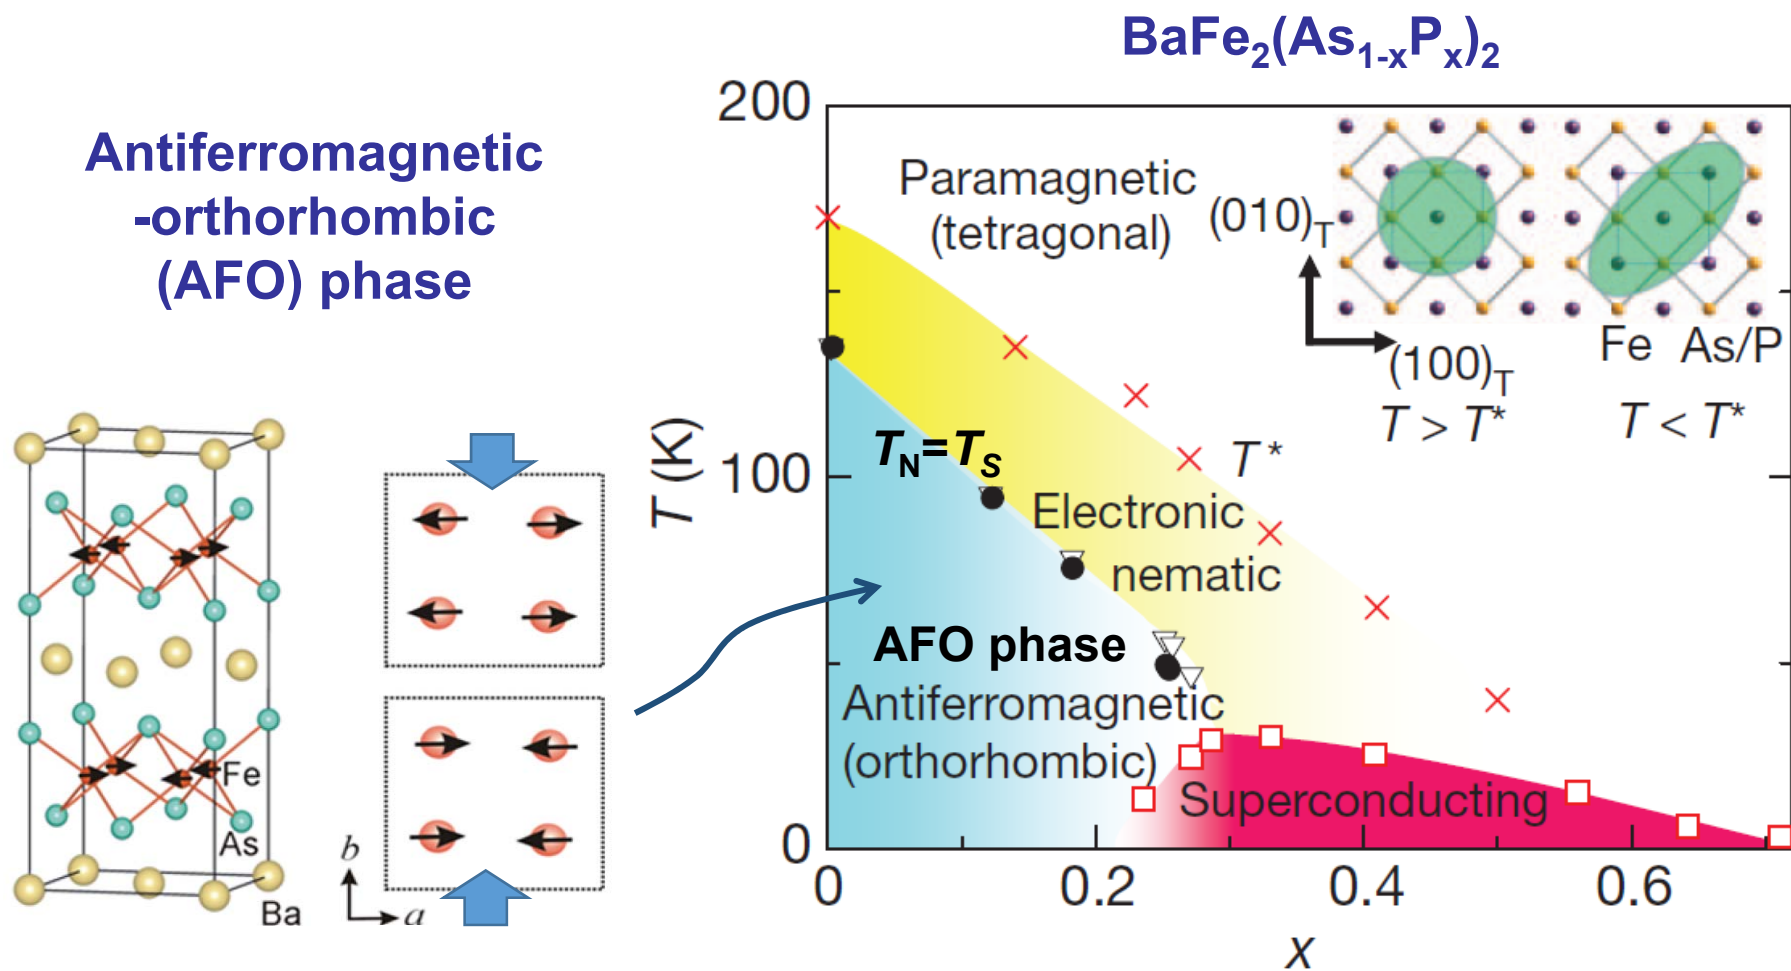 BaFe₂(As₁₋ₓPₓ)₂
Antiferromagnetic
-orthorhombic
(AFO) phase
Fe
As
Ba
b
a
200
100
0
T (K)
0
0.2
0.4
0.6
x
Paramagnetic
(tetragonal)
(010)T
(100)T
Fe As/P
T > T*
T < T*
TN=TS
T*
Electronic
nematic
AFO phase
Antiferromagnetic
(orthorhombic)
Superconducting